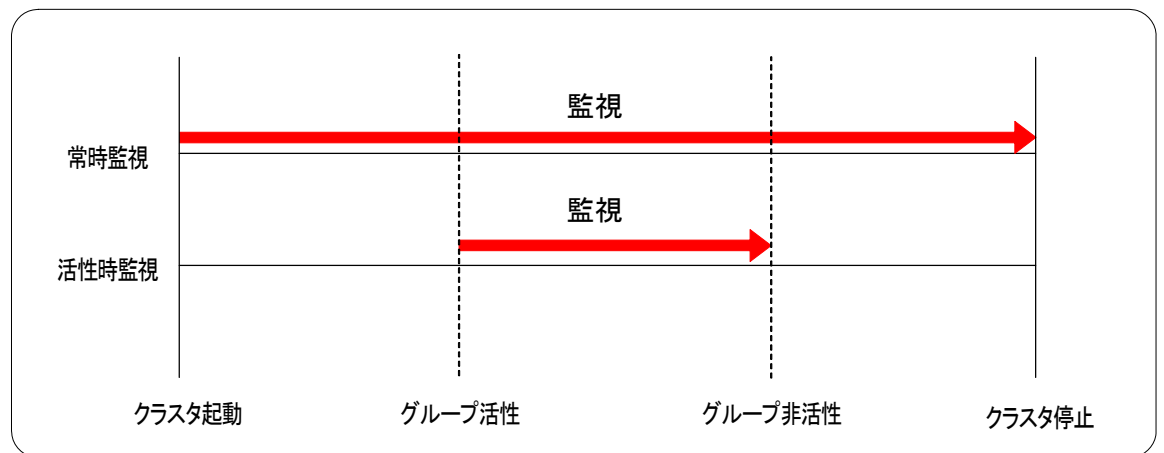 監視
常時監視
監視
活性時監視
クラスタ起動
グループ活性
グループ非活性
クラスタ停止